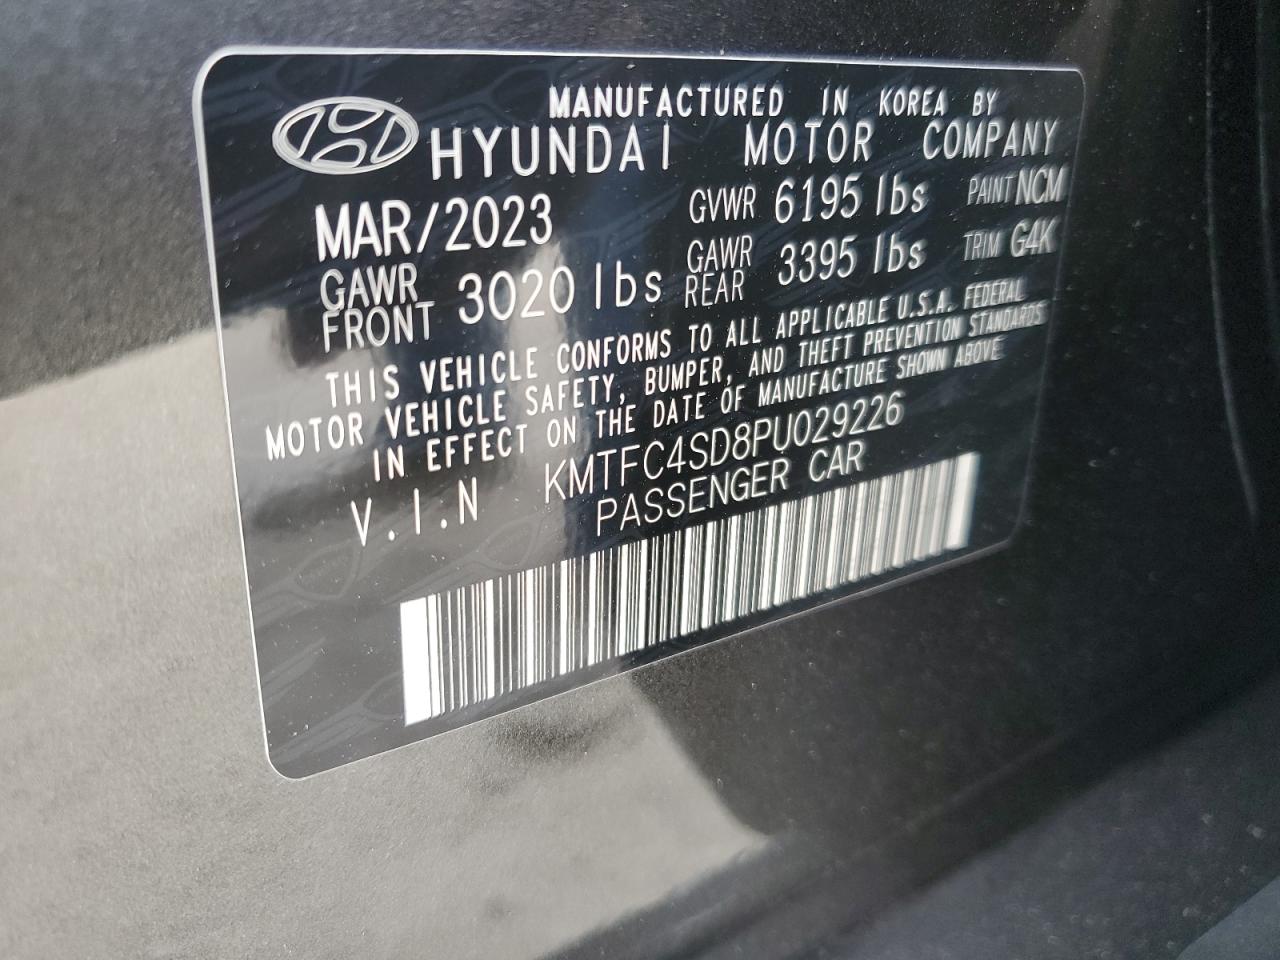 MANUFACTURED IN KOREA BY
HYUNDAI MOTOR COMPANY
MAR/2023 GVWR 6195 lbs PAINT NCM
GAWR FRONT 3020 lbs GAWR REAR 3395 lbs TRIM G4K
THIS VEHICLE CONFORMS TO ALL APPLICABLE U.S.A. FEDERAL
MOTOR VEHICLE SAFETY, BUMPER, AND THEFT PREVENTION STANDARDS
IN EFFECT ON THE DATE OF MANUFACTURE SHOWN ABOVE
V.I.N KMTFC4SD8PU029226
PASSENGER CAR